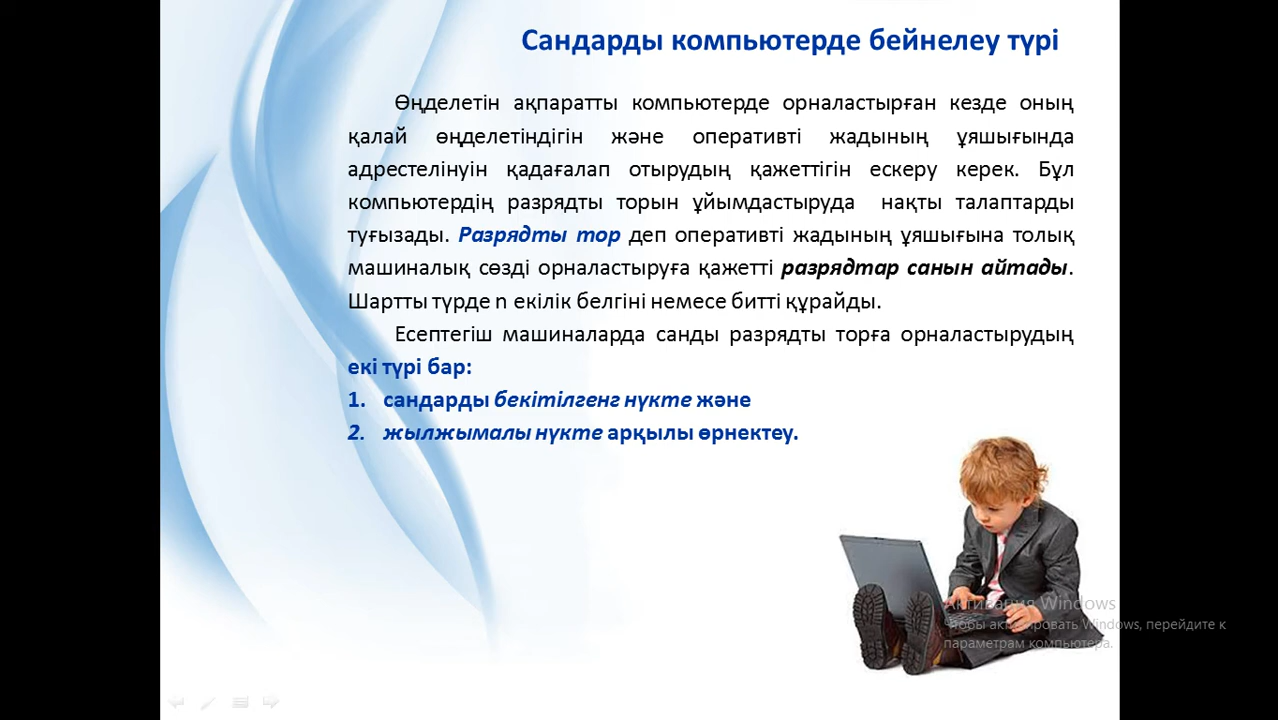 Сандарды компьютерде бейнелеу түрі
Өңделетін ақпаратты компьютерде орналастырған кезде оның
қалай өңделетіндігін және оперативті жадының ұяшығында
адрестелінуін қадағалап отырудың қажеттігін ескеру керек. Бұл
компьютердің разрядты торын ұйымдастыруда нақты талаптарды
туғызады. Разрядты тор деп оперативті жадының ұяшығына толық
машиналық сөзді орналастыруға қажетті разрядтар санын айтады.
Шартты түрде n екілік белгіні немесе битті құрайды.
Есептегіш машиналарда санды разрядты торға орналастырудың
екі түрі бар:
1. сандарды бекітілгенг нүкте және
2. жылжымалы нүкте арқылы өрнектеу.
Активация Windows
Чтобы активировать Windows, перейдите к
параметрам компьютера.